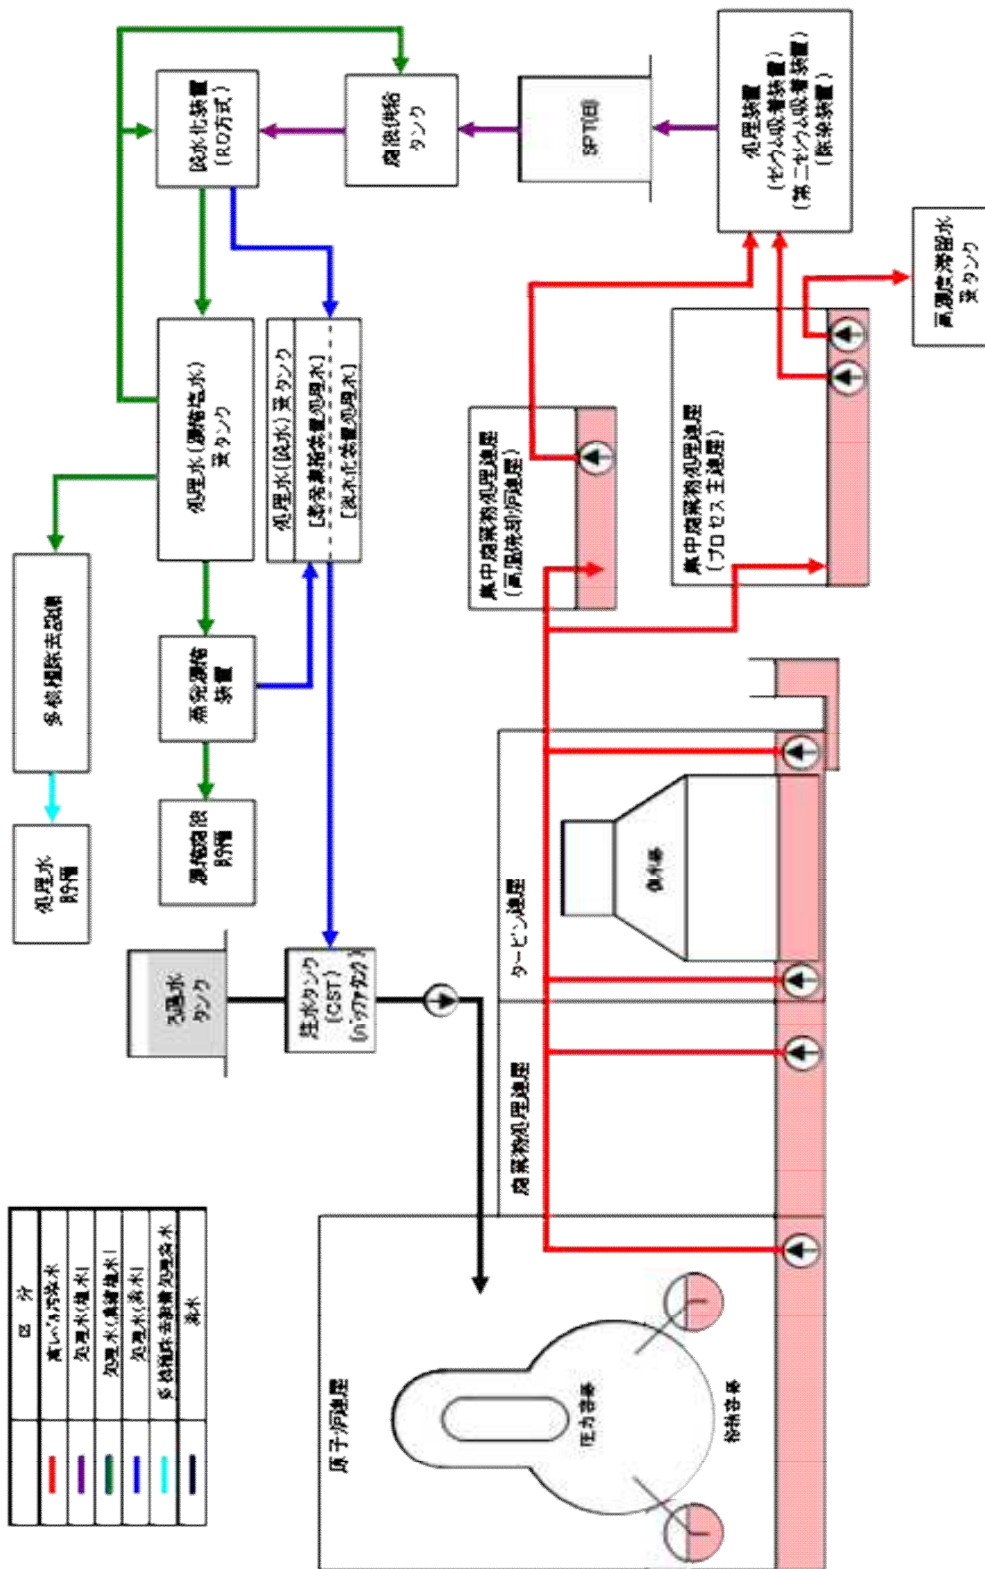 区 分
高レベル汚染水
処理水(塩水)
処理水(濃縮塩水)
処理水(淡水)
多核種除去設備処理済水
淡水
原子炉建屋
圧力容器
格納容器
廃棄物処理建屋
タービン建屋
復水器
ろ過水
タンク
注水タンク
(CST)
(バッファタンク)
処理水
貯槽
多核種除去設備
濃縮廃液
貯槽
蒸発濃縮
装置
処理水(濃縮塩水)
受タンク
処理水(淡水)受タンク
[蒸発濃縮装置処理水]
[淡水化装置処理水]
淡水化装置
(RO方式)
廃液供給
タンク
SPT(B)
処理装置
(セシウム吸着装置)
(第二セシウム吸着装置)
(除染装置)
集中廃棄物処理建屋
(高温焼却炉建屋)
集中廃棄物処理建屋
(プロセス主建屋)
高濃度滞留水
受タンク